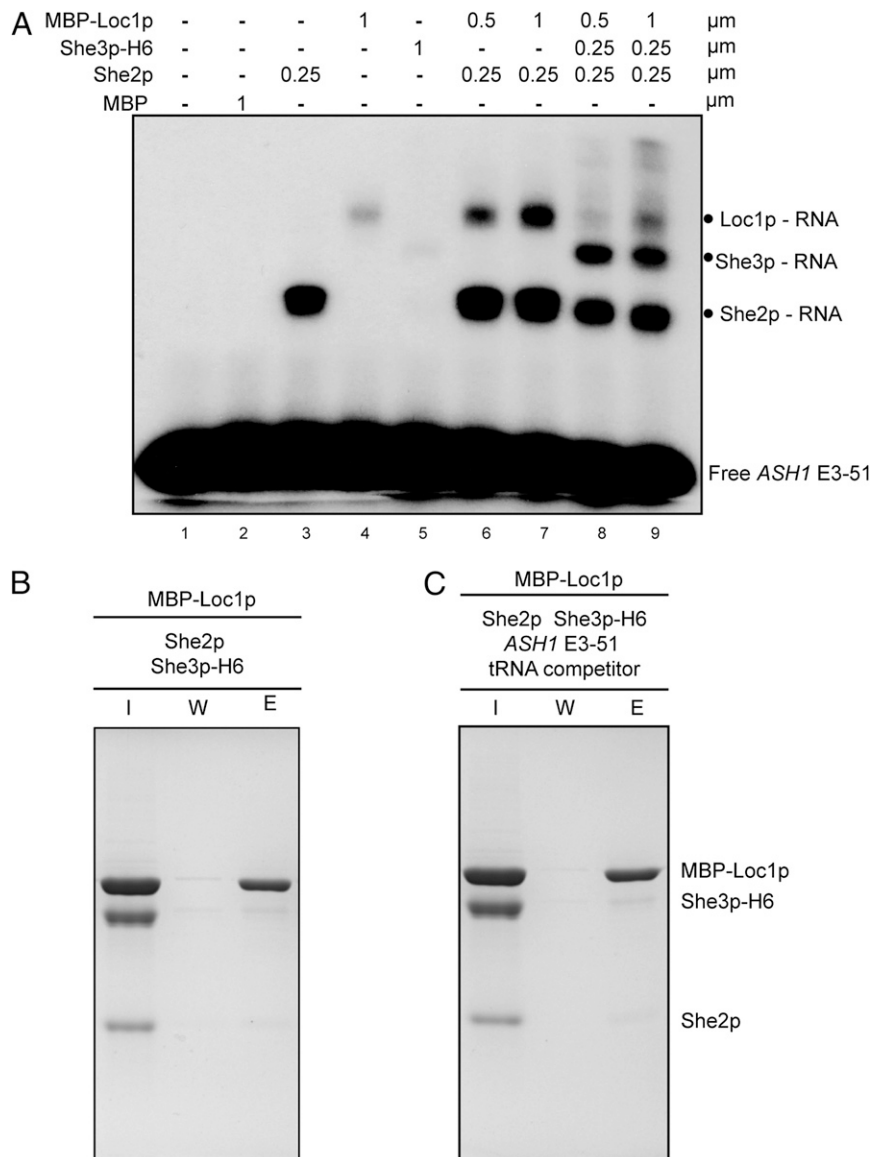 A
MBP-Loc1p - - - 1 - 0.5 1 0.5 1 μm
She3p-H6 - - - - 1 - - 0.25 0.25 μm
She2p - - 0.25 - - 0.25 0.25 0.25 0.25 μm
MBP - 1 - - - - - - - μm
• Loc1p - RNA
• She3p - RNA
• She2p - RNA
Free ASH1 E3-51
1 2 3 4 5 6 7 8 9
B
MBP-Loc1p
She2p
She3p-H6
I W E
C
MBP-Loc1p
She2p She3p-H6
ASH1 E3-51
tRNA competitor
I W E
MBP-Loc1p
She3p-H6
She2p